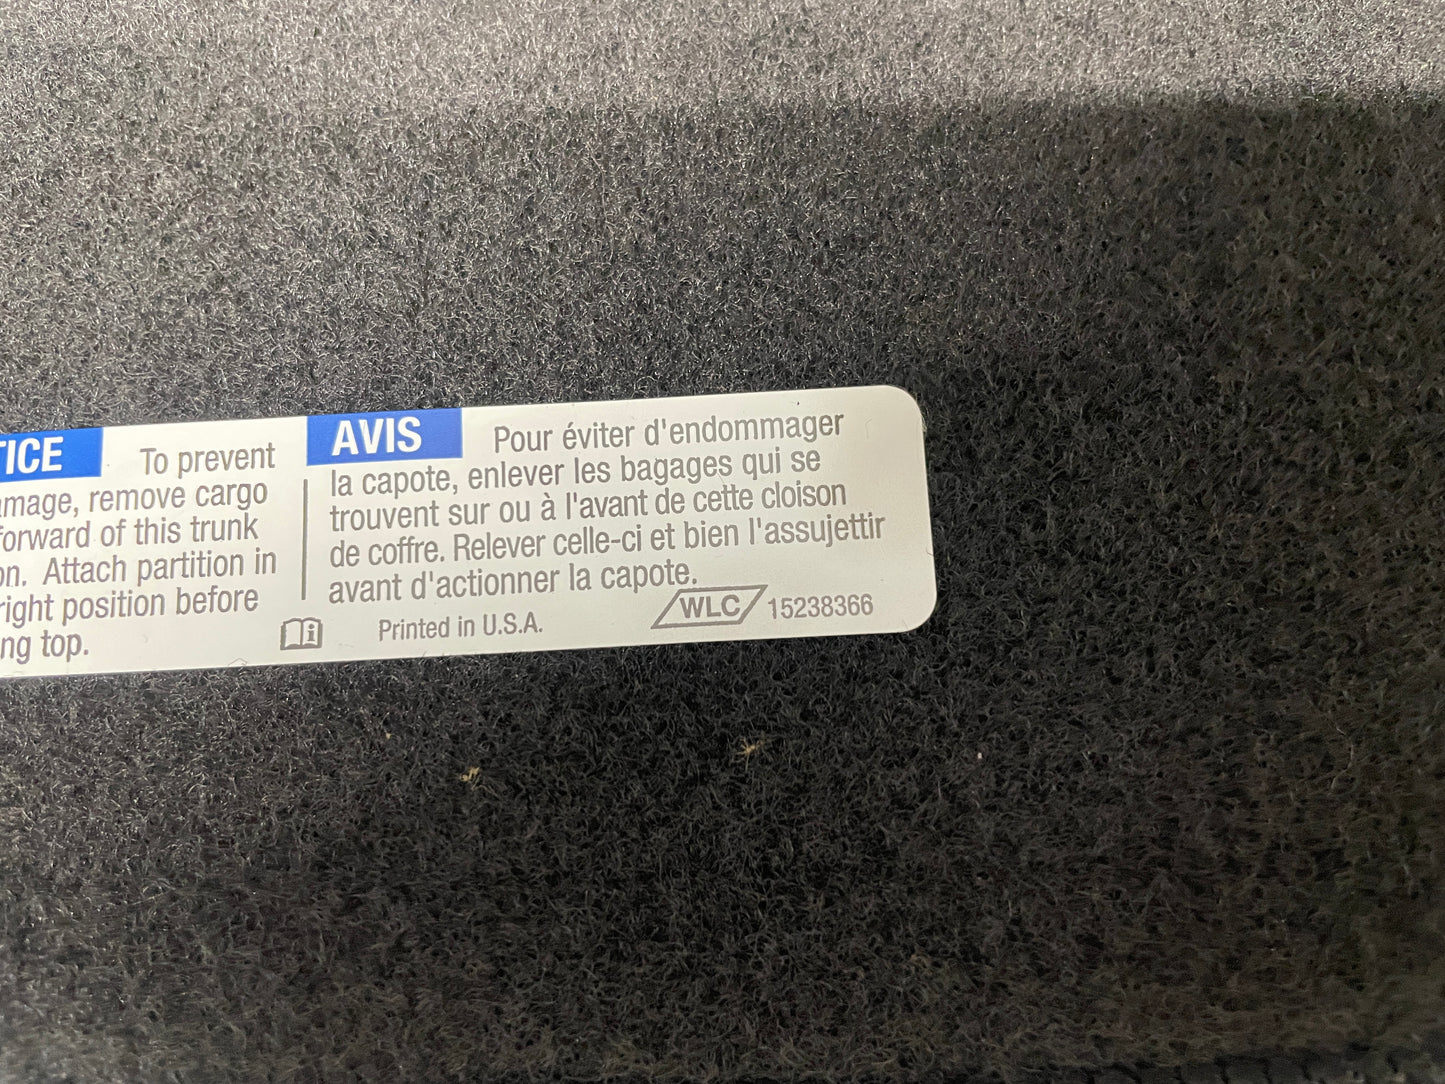 TICE To prevent
amage, remove cargo
forward of this trunk
on. Attach partition in
right position before
ng top.
AVIS Pour éviter d'endommager
la capote, enlever les bagages qui se
trouvent sur ou à l'avant de cette cloison
de coffre. Relever celle-ci et bien l'assujettir
avant d'actionner la capote.
Printed in U.S.A.
WLC 15238366